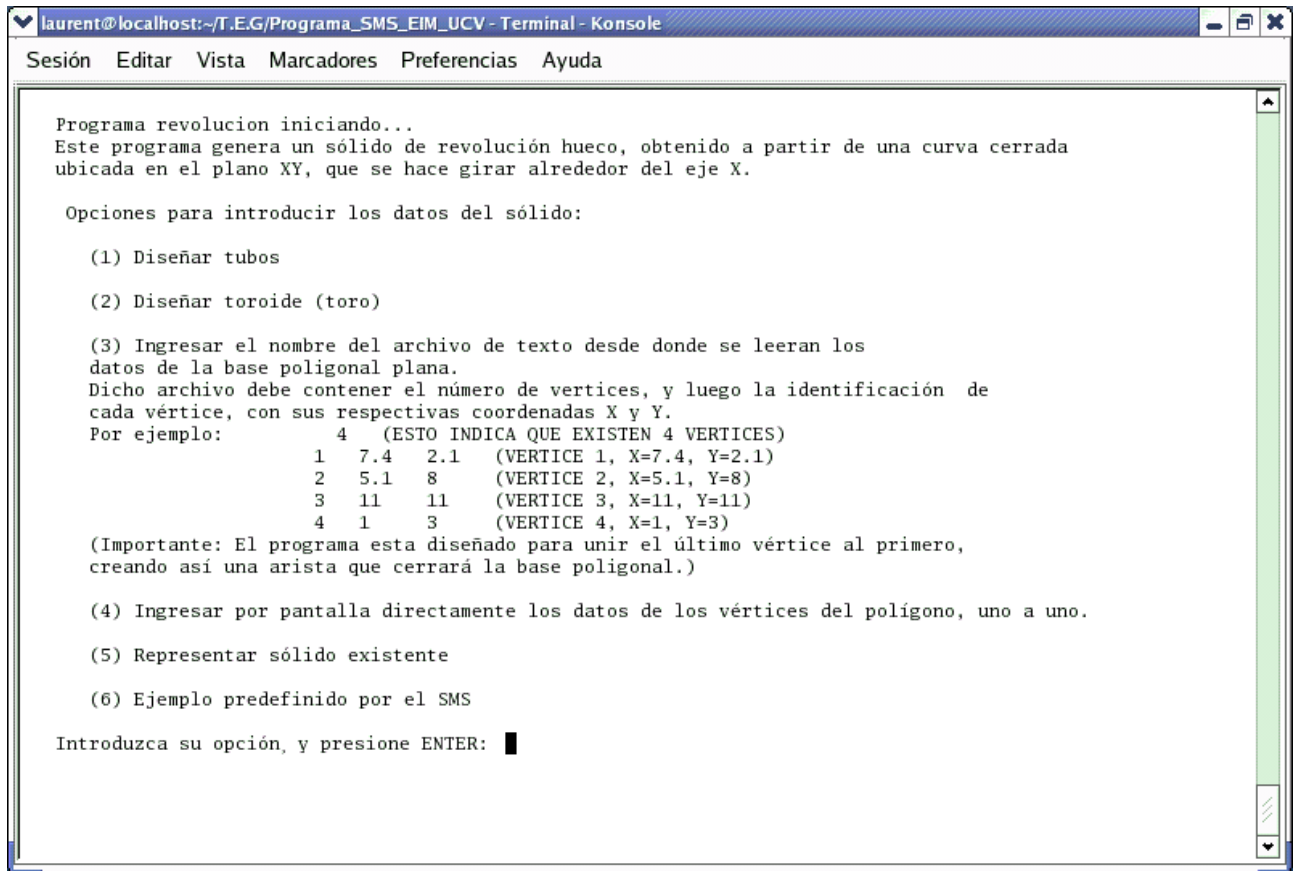 laurent@localhost:~/T.E.G/Programa_SMS_EIM_UCV - Terminal - Konsole
Sesión Editar Vista Marcadores Preferencias Ayuda
Programa revolucion iniciando...
Este programa genera un sólido de revolución hueco, obtenido a partir de una curva cerrada
ubicada en el plano XY, que se hace girar alrededor del eje X.
Opciones para introducir los datos del sólido:
(1) Diseñar tubos
(2) Diseñar toroide (toro)
(3) Ingresar el nombre del archivo de texto desde donde se leeran los
datos de la base poligonal plana.
Dicho archivo debe contener el número de vertices, y luego la identificación de
cada vértice, con sus respectivas coordenadas X y Y.
Por ejemplo: 4 (ESTO INDICA QUE EXISTEN 4 VERTICES)
1 7.4 2.1 (VERTICE 1, X=7.4, Y=2.1)
2 5.1 8 (VERTICE 2, X=5.1, Y=8)
3 11 11 (VERTICE 3, X=11, Y=11)
4 1 3 (VERTICE 4, X=1, Y=3)
(Importante: El programa esta diseñado para unir el último vértice al primero,
creando así una arista que cerrará la base poligonal.)
(4) Ingresar por pantalla directamente los datos de los vértices del polígono, uno a uno.
(5) Representar sólido existente
(6) Ejemplo predefinido por el SMS
Introduzca su opción, y presione ENTER: